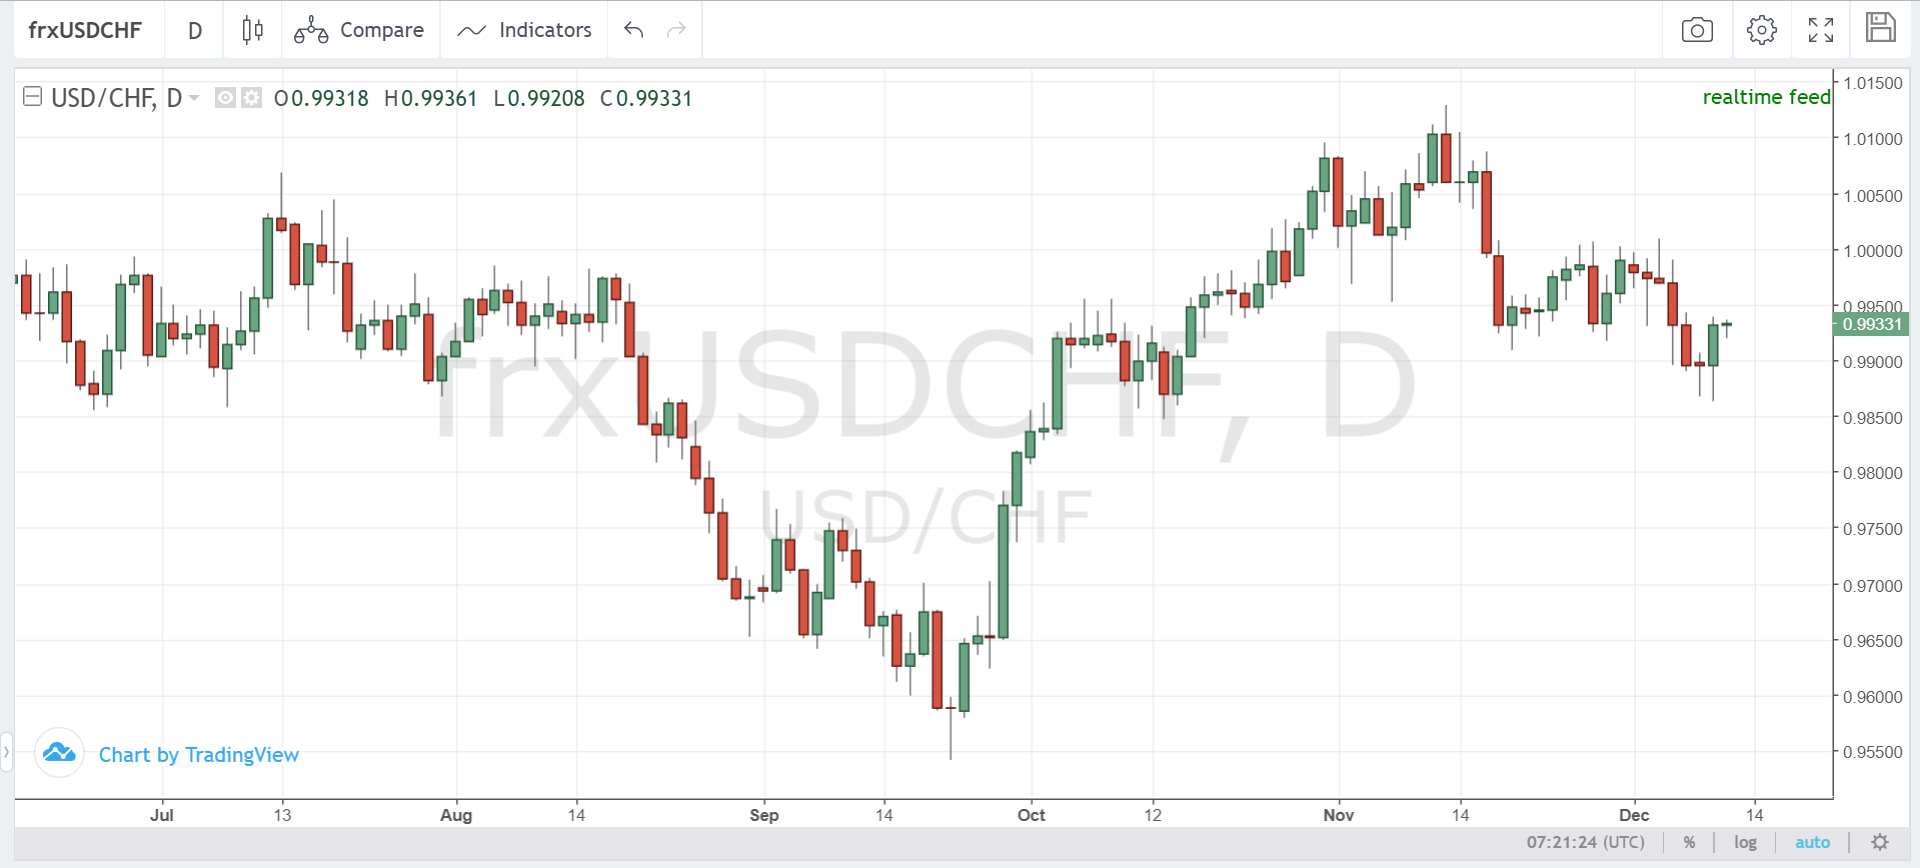 frxUSDCHF D Compare Indicators
USD/CHF, D O0.99318 H0.99361 L0.99208 C0.99331
realtime feed
1.01500
1.01000
1.00500
1.00000
0.99500
0.99331
0.99000
0.98500
0.98000
0.97500
0.97000
0.96500
0.96000
0.95500
frxUSDCHF, D
USD/CHF
Chart by TradingView
Jul 13 Aug 14 Sep 14 Oct 12 Nov 14 Dec 14
07:21:24 (UTC) % log auto